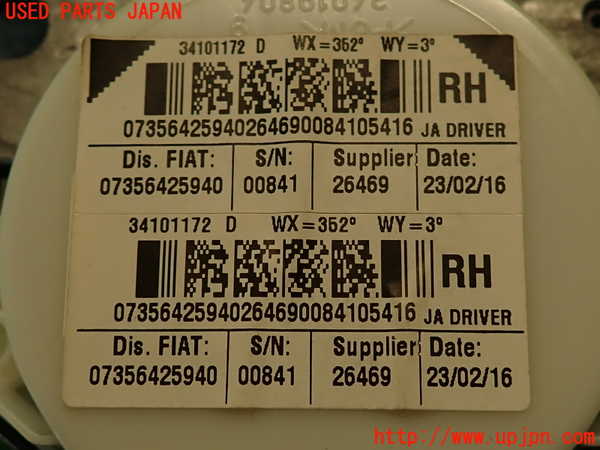 USED PARTS JAPAN
34101172 D WX=352° WY=3°
RH
07356425940264690084105416 JA DRIVER
Dis. FIAT: S/N: Supplier: Date:
07356425940 00841 26469 23/02/16
34101172 D WX=352° WY=3°
RH
07356425940264690084105416 JA DRIVER
Dis. FIAT: S/N: Supplier: Date:
07356425940 00841 26469 23/02/16
http://www.upjpn.com/